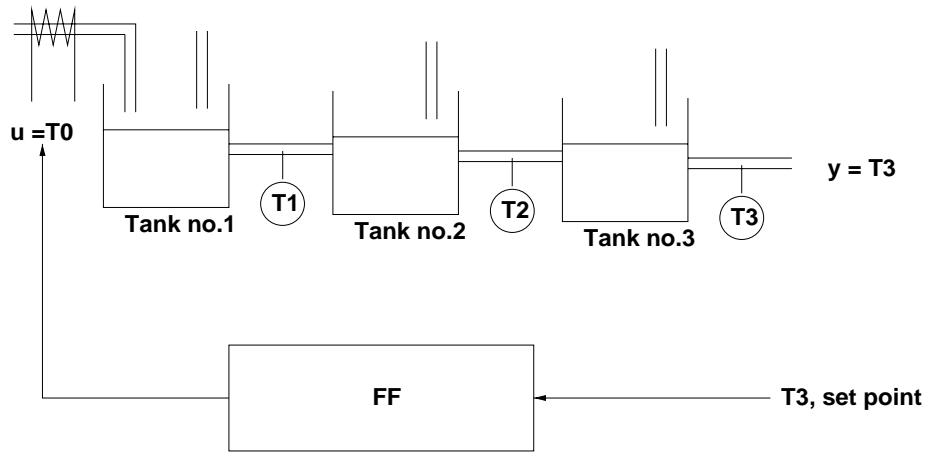 u =T0
T1
T2
T3
y = T3
Tank no.1
Tank no.2
Tank no.3
FF
T3, set point